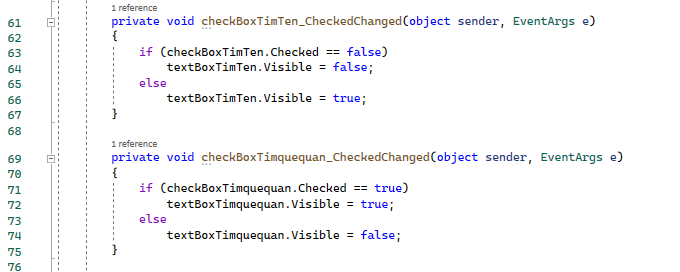 1 reference
61 private void checkBoxTimTen_CheckedChanged(object sender, EventArgs e)
62 {
63 if (checkBoxTimTen.Checked == false)
64 textBoxTimTen.Visible = false;
65 else
66 textBoxTimTen.Visible = true;
67 }
68
1 reference
69 private void checkBoxTimquequan_CheckedChanged(object sender, EventArgs e)
70 {
71 if (checkBoxTimquequan.Checked == true)
72 textBoxTimquequan.Visible = true;
73 else
74 textBoxTimquequan.Visible = false;
75 }
76